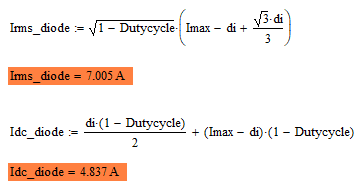 Irms_diode := √1 − Dutycycle·(Imax − di + √3·di/3)
Irms_diode = 7.005 A
Idc_diode := di·(1 − Dutycycle)/2 + (Imax − di)·(1 − Dutycycle)
Idc_diode = 4.837 A